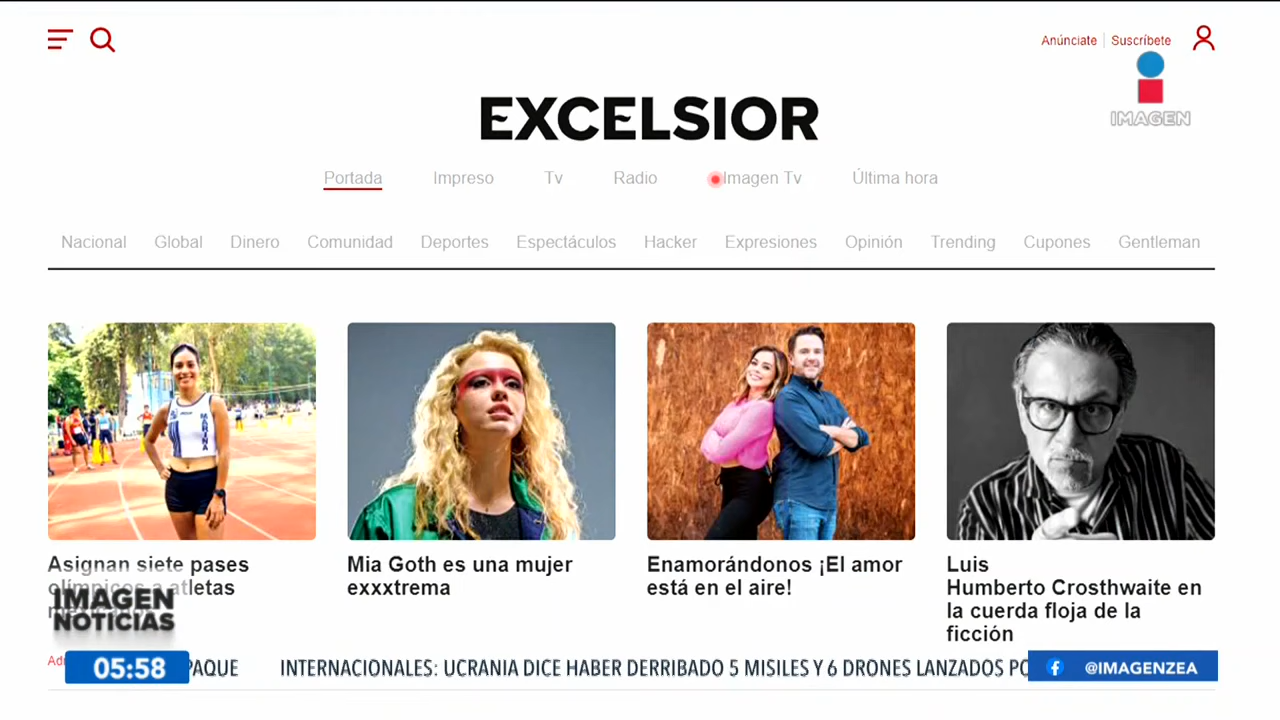 Anúnciate
Suscríbete
IMAGEN
EXCELSIOR
Portada
Impreso
Tv
Radio
Imagen Tv
Última hora
Nacional
Global
Dinero
Comunidad
Deportes
Espectáculos
Hacker
Expresiones
Opinión
Trending
Cupones
Gentleman
MARINA
Asignan siete pases
olímpicos a atletas
Mia Goth es una mujer
exxxtrema
Enamorándonos ¡El amor
está en el aire!
Luis
Humberto Crosthwaite en
la cuerda floja de la
ficción
IMAGEN
NOTICIAS
05:58
PAQUE
INTERNACIONALES: UCRANIA DICE HABER DERRIBADO 5 MISILES Y 6 DRONES LANZADOS
@IMAGENZEA